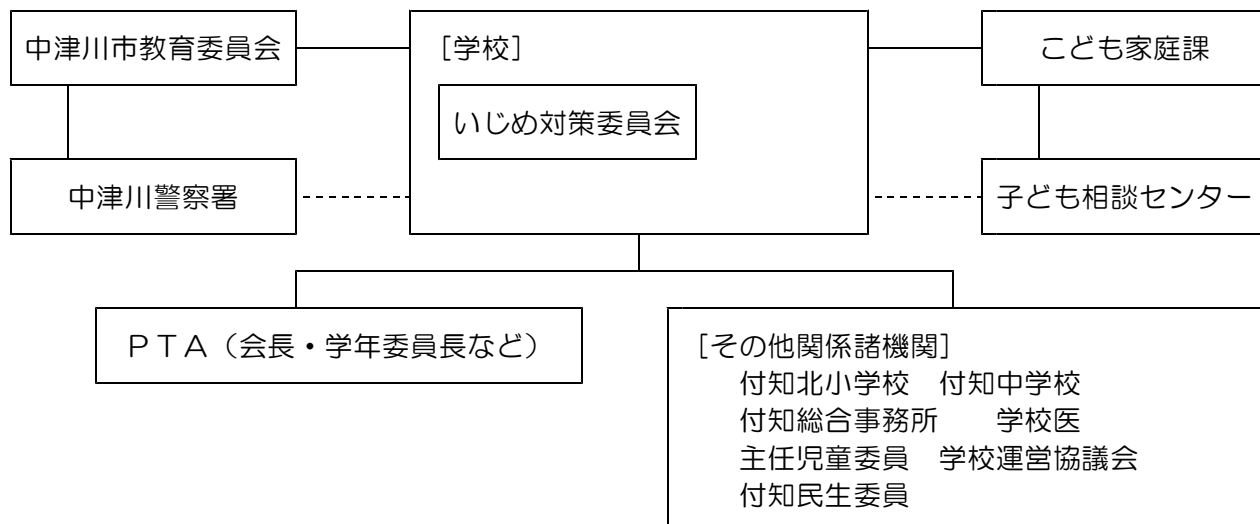 中津川市教育委員会
[学校]
いじめ対策委員会
こども家庭課
中津川警察署
子ども相談センター
ＰＴＡ（会長・学年委員長など）
[その他関係諸機関]
付知北小学校　付知中学校
付知総合事務所　　学校医
主任児童委員　学校運営協議会
付知民生委員